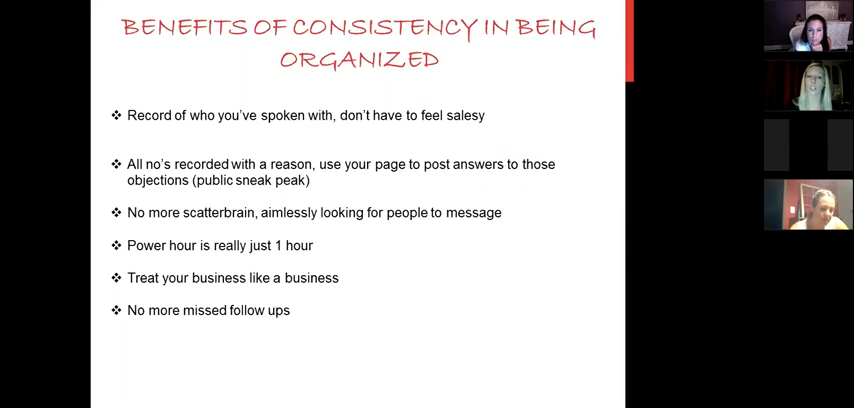 BENEFITS OF CONSISTENCY IN BEING
ORGANIZED
❖ Record of who you've spoken with, don't have to feel salesy
❖ All no's recorded with a reason, use your page to post answers to those
objections (public sneak peak)
❖ No more scatterbrain, aimlessly looking for people to message
❖ Power hour is really just 1 hour
❖ Treat your business like a business
❖ No more missed follow ups